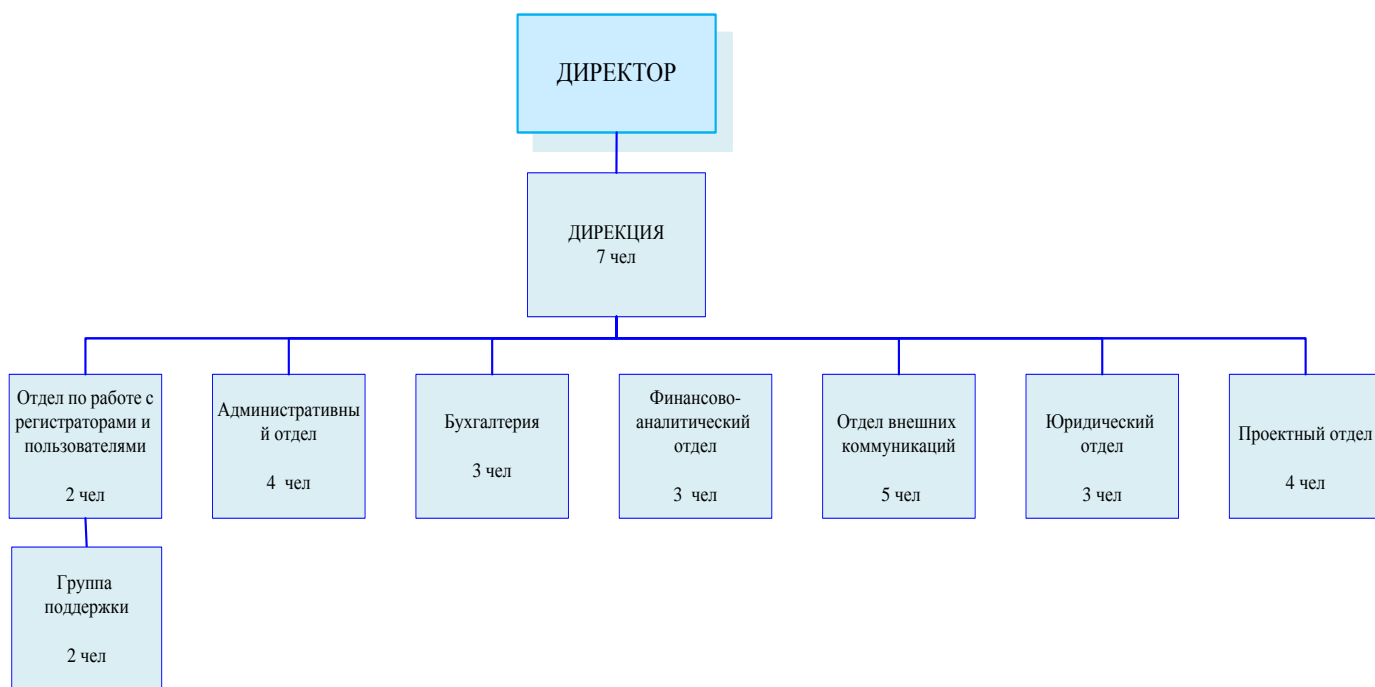 ДИРЕКТОР
ДИРЕКЦИЯ
7 чел
Отдел по работе с
регистраторами и
пользователями
2 чел
Административны
й отдел
4 чел
Бухгалтерия
3 чел
Финансово-
аналитический
отдел
3 чел
Отдел внешних
коммуникаций
5 чел
Юридический
отдел
3 чел
Проектный отдел
4 чел
Группа
поддержки
2 чел